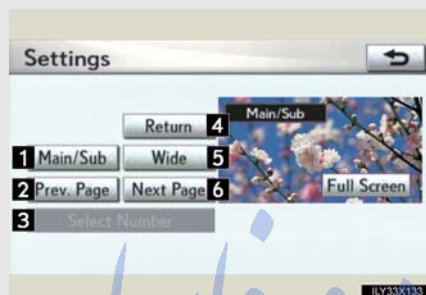 Settings
Main/Sub
Return 4
1 Main/Sub
Wide 5
2 Prev. Page
Next Page 6
Full Screen
3 Select Number
ILY33X133